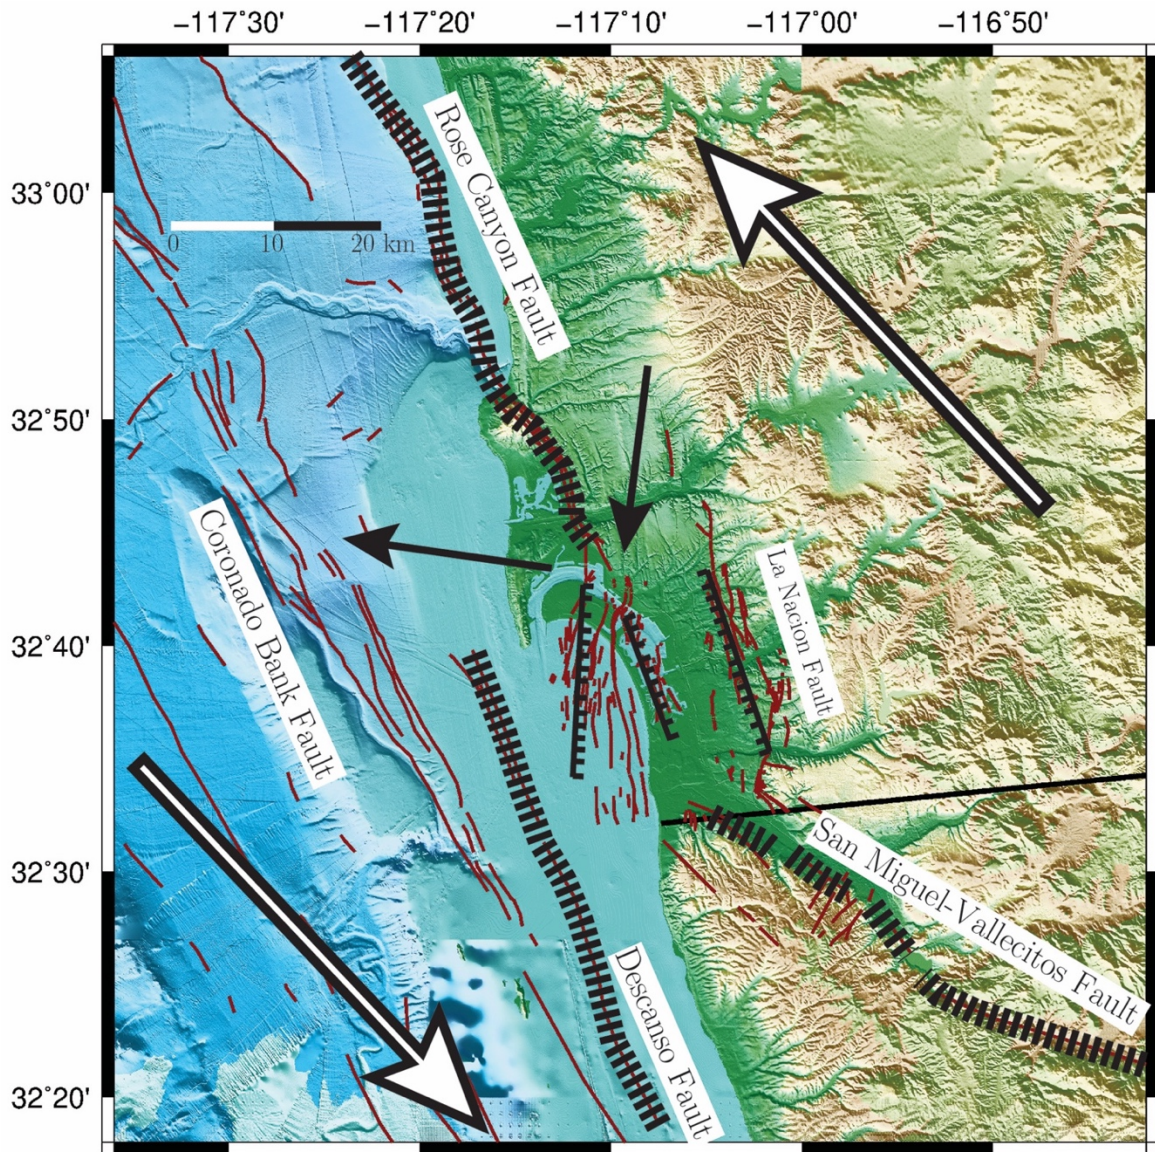 −117°30' −117°20' −117°10' −117°00' −116°50'
33°00'
32°50'
32°40'
32°30'
32°20'
0 10 20 km
Rose Canyon Fault
Coronado Bank Fault
La Nacion Fault
San Miguel-Vallecitos Fault
Descanso Fault